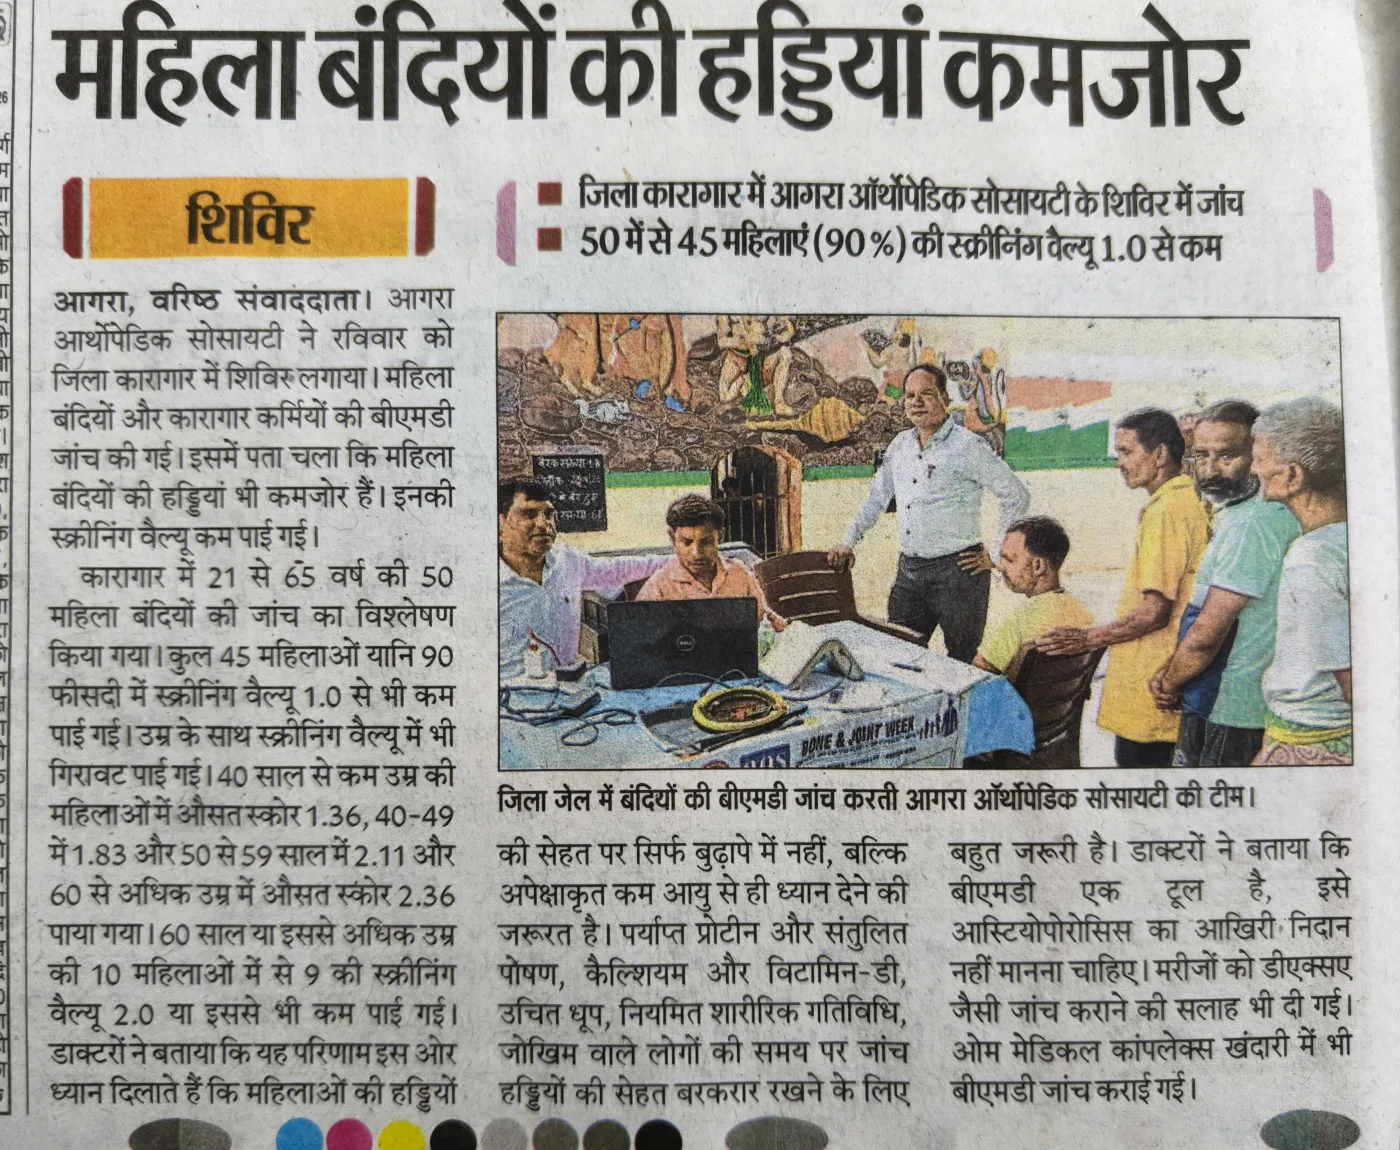 महिला बंदियों की हड्डियां कमजोर
शिविर
जिला कारागार में आगरा ऑर्थोपेडिक सोसायटी के शिविर में जांच
50 में से 45 महिलाएं (90%) की स्क्रीनिंग वैल्यू 1.0 से कम
आगरा, वरिष्ठ संवाददाता। आगरा
आर्थोपेडिक सोसायटी ने रविवार को
जिला कारागार में शिविर लगाया। महिला
बंदियों और कारागार कर्मियों की बीएमडी
जांच की गई। इसमें पता चला कि महिला
बंदियों की हड्डियां भी कमजोर हैं। इनकी
स्क्रीनिंग वैल्यू कम पाई गई।
कारागार में 21 से 65 वर्ष की 50
महिला बंदियों की जांच का विश्लेषण
किया गया। कुल 45 महिलाओं यानि 90
फीसदी में स्क्रीनिंग वैल्यू 1.0 से भी कम
पाई गई। उम्र के साथ स्क्रीनिंग वैल्यू में भी
गिरावट पाई गई। 40 साल से कम उम्र की
महिलाओं में औसत स्कोर 1.36, 40-49
में 1.83 और 50 से 59 साल में 2.11 और
60 से अधिक उम्र में औसत स्कोर 2.36
पाया गया। 60 साल या इससे अधिक उम्र
की 10 महिलाओं में से 9 की स्क्रीनिंग
वैल्यू 2.0 या इससे भी कम पाई गई।
डाक्टरों ने बताया कि यह परिणाम इस ओर
ध्यान दिलाते हैं कि महिलाओं की हड्डियों
DELL
BONE & JOINT WEEK
जिला जेल में बंदियों की बीएमडी जांच करती आगरा ऑर्थोपेडिक सोसायटी की टीम।
की सेहत पर सिर्फ बुढ़ापे में नहीं, बल्कि
अपेक्षाकृत कम आयु से ही ध्यान देने की
जरूरत है। पर्याप्त प्रोटीन और संतुलित
पोषण, कैल्शियम और विटामिन-डी,
उचित धूप, नियमित शारीरिक गतिविधि,
जोखिम वाले लोगों की समय पर जांच
हड्डियों की सेहत बरकरार रखने के लिए
बहुत जरूरी है। डाक्टरों ने बताया कि
बीएमडी एक टूल है, इसे
आस्टियोपोरोसिस का आखिरी निदान
नहीं मानना चाहिए। मरीजों को डीएक्सए
जैसी जांच कराने की सलाह भी दी गई।
ओम मेडिकल कांपलेक्स खंदारी में भी
बीएमडी जांच कराई गई।